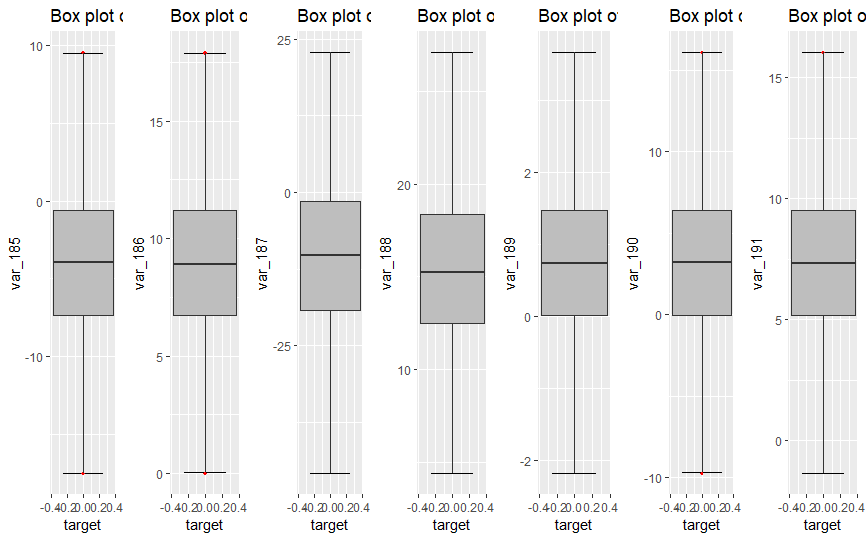 Box plot o
10
0
-10
var_185
-0.40.20.00.20.4
target
Box plot o
15
10
5
0
var_186
-0.40.20.00.20.4
target
Box plot o
25
0
-25
var_187
-0.40.20.00.20.4
target
Box plot o
20
10
var_188
-0.40.20.00.20.4
target
Box plot o
2
0
-2
var_189
-0.40.20.00.20.4
target
Box plot o
10
0
-10
var_190
-0.40.20.00.20.4
target
Box plot o
15
10
5
0
var_191
-0.40.20.00.20.4
target